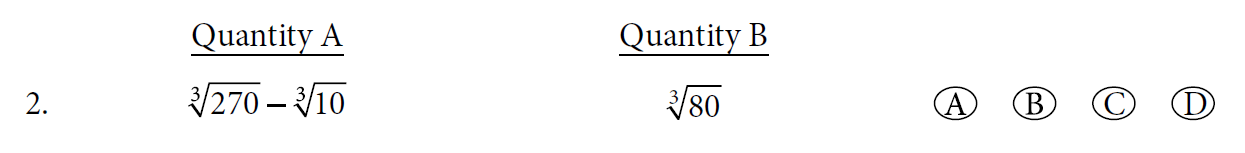 Quantity A Quantity B
2. ∛270 – ∛10 ∛80 A B C D